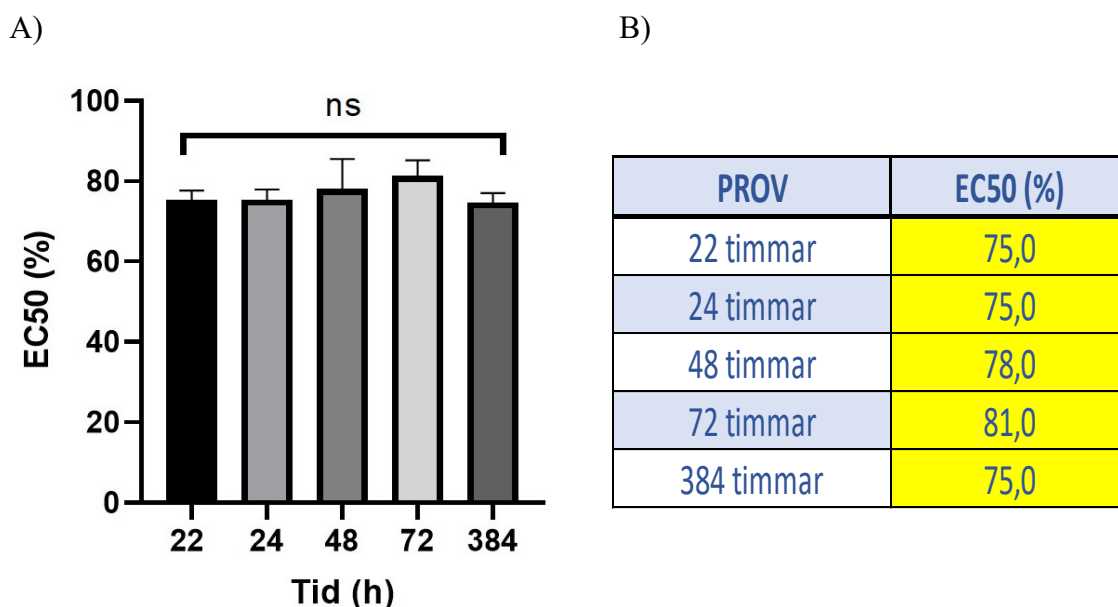 A)
B)
ns
100
80
60
40
20
0
EC50 (%)
22 24 48 72 384
Tid (h)
PROV EC50 (%)
22 timmar 75,0
24 timmar 75,0
48 timmar 78,0
72 timmar 81,0
384 timmar 75,0